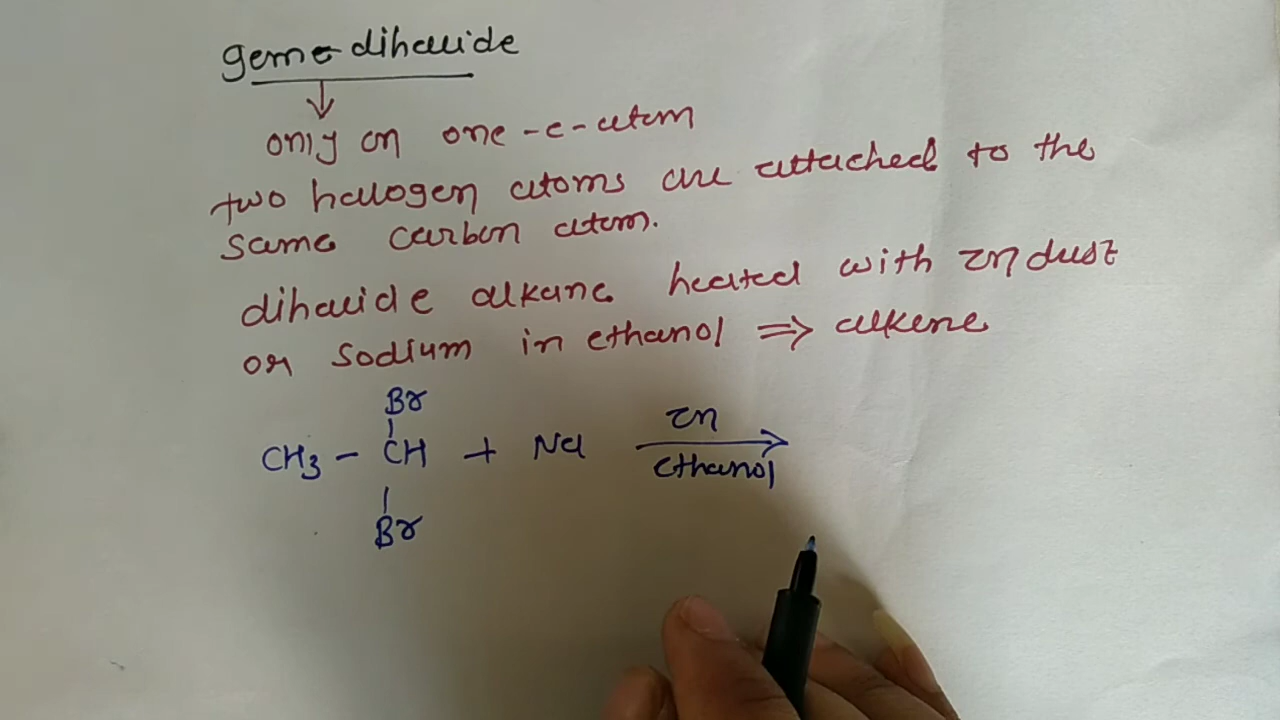 gem-dihalide
only on one-c-atom
two hallogen atoms are attached to the
same carbon atom.
dihalide alkane heated with zn dust
or sodium in ethanol ⇒ alkene
Br
CH3 - CH + Na zn
ethanol
Br